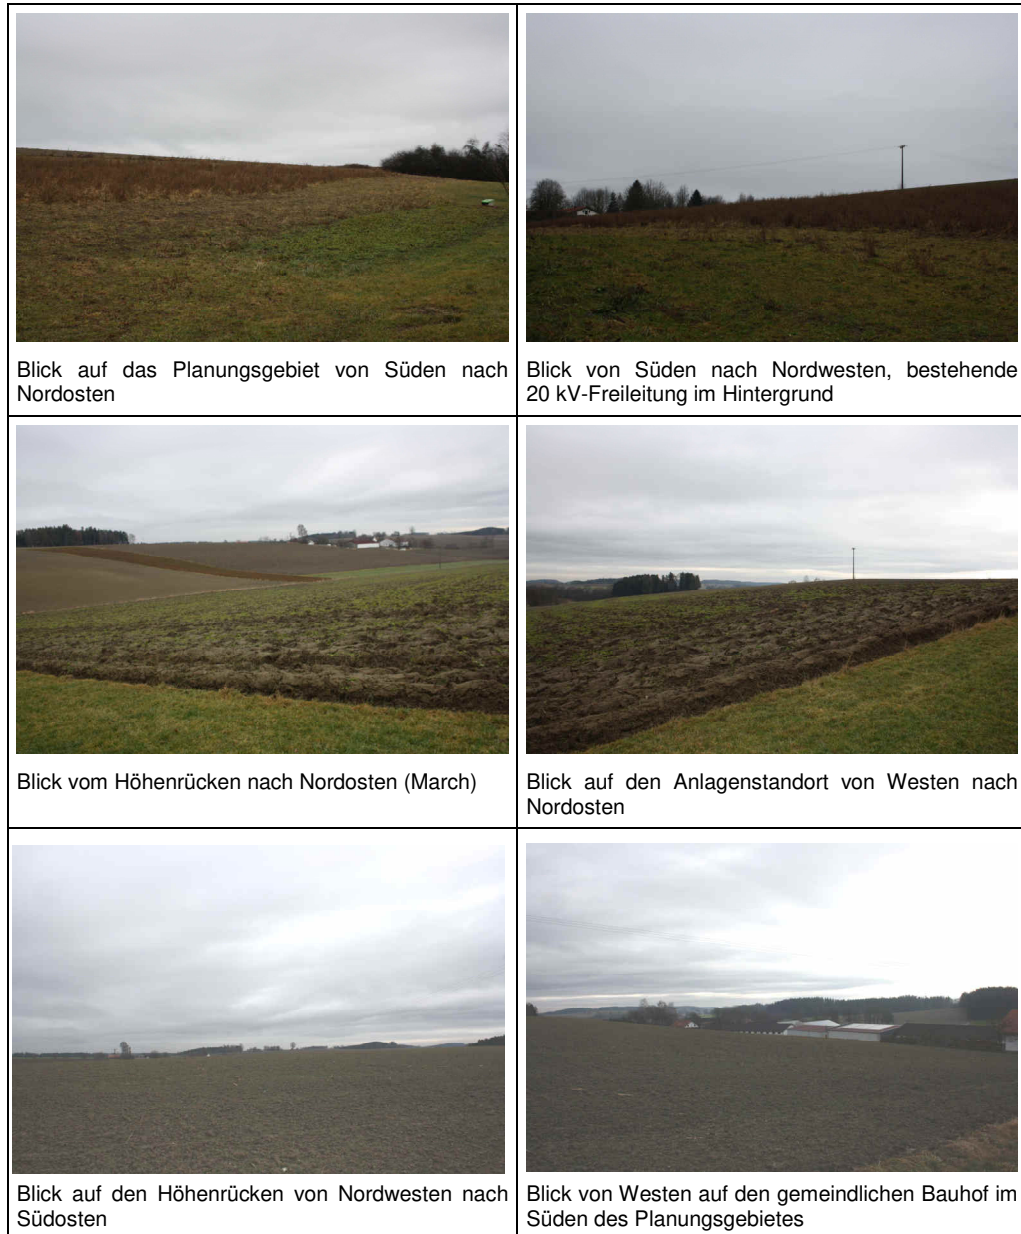 Blick auf das Planungsgebiet von Süden nach
Nordosten
Blick von Süden nach Nordwesten, bestehende
20 kV-Freileitung im Hintergrund
Blick vom Höhenrücken nach Nordosten (March)
Blick auf den Anlagenstandort von Westen nach
Nordosten
Blick auf den Höhenrücken von Nordwesten nach
Südosten
Blick von Westen auf den gemeindlichen Bauhof im
Süden des Planungsgebietes